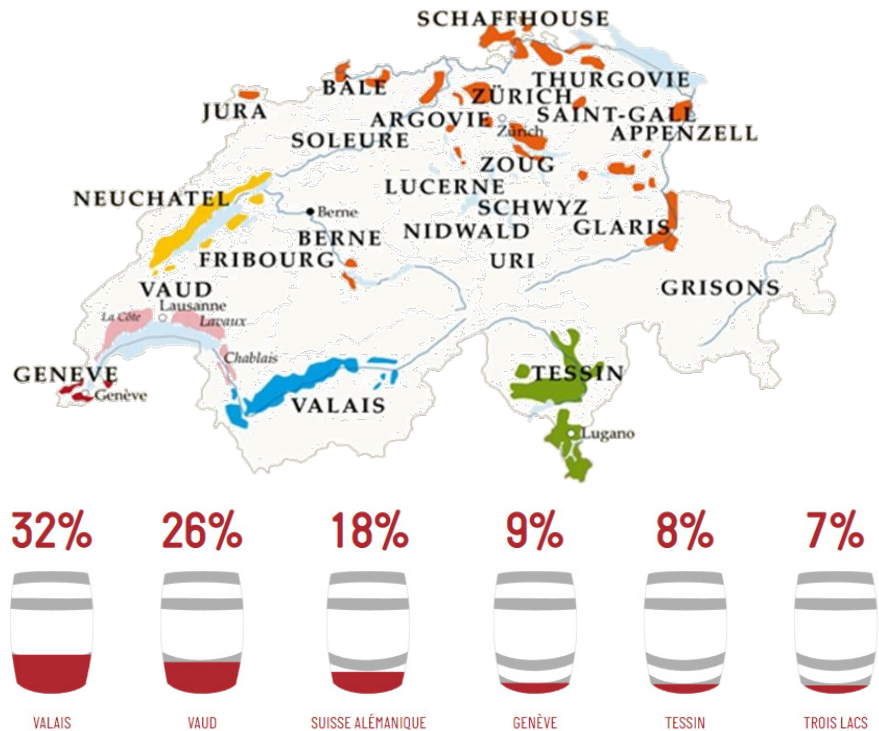 SCHAFFHOUSE
BÂLE
THURGOVIE
JURA
ZÜRICH
ARGOVIE
SAINT-GALL
Zürich
APPENZELL
SOLEURE
ZOUG
LUCERNE
NEUCHATEL
SCHWYZ
Berne
BERNE
NIDWALD
GLARIS
FRIBOURG
URI
VAUD
GRISONS
Lausanne
La Côte
Lavaux
Chablais
GENEVE
TESSIN
Genève
VALAIS
Lugano
32% 26% 18% 9% 8% 7%
VALAIS VAUD SUISSE ALÉMANIQUE GENÈVE TESSIN TROIS LACS